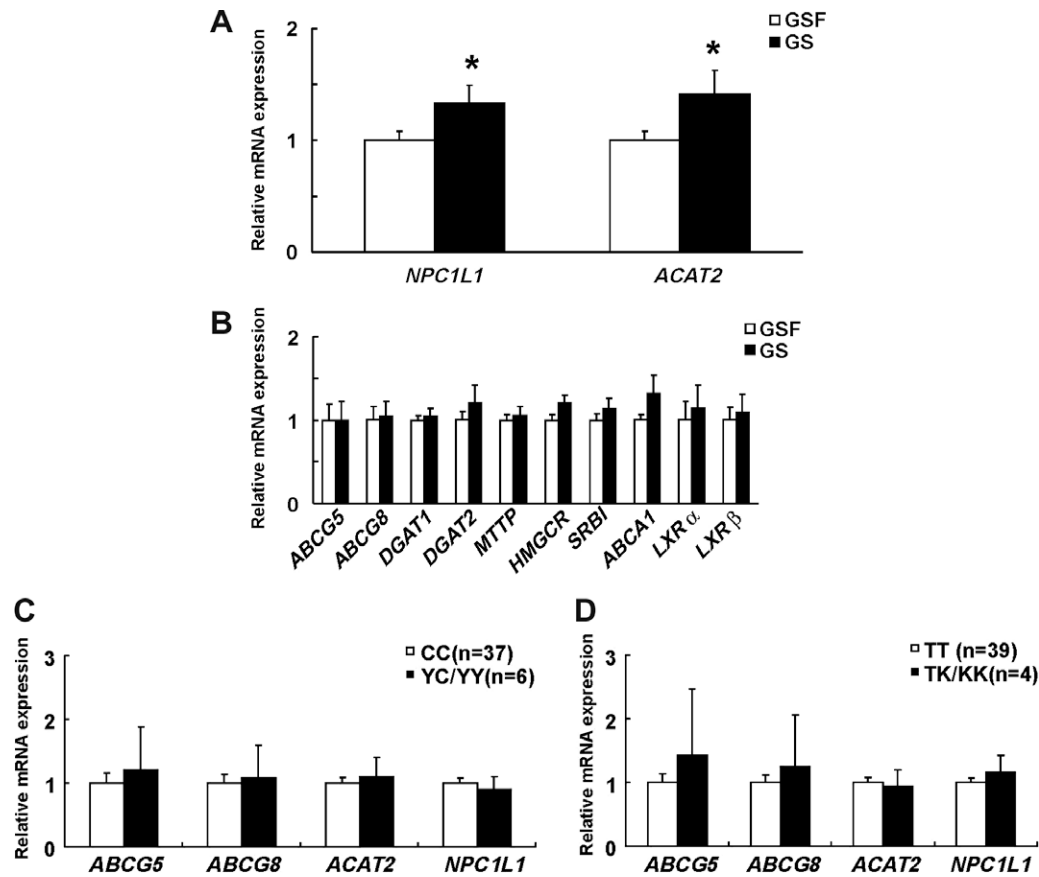 A
Relative mRNA expression
2
1
0
GSF
GS
*
*
NPC1L1
ACAT2
B
Relative mRNA expression
2
1
0
GSF
GS
ABCG5
ABCG8
DGAT1
DGAT2
MTTP
HMGCR
SRBI
ABCA1
LXR α
LXR β
C
Relative mRNA expression
3
2
1
0
CC(n=37)
YC/YY(n=6)
ABCG5
ABCG8
ACAT2
NPC1L1
D
Relative mRNA expression
3
2
1
0
TT (n=39)
TK/KK(n=4)
ABCG5
ABCG8
ACAT2
NPC1L1